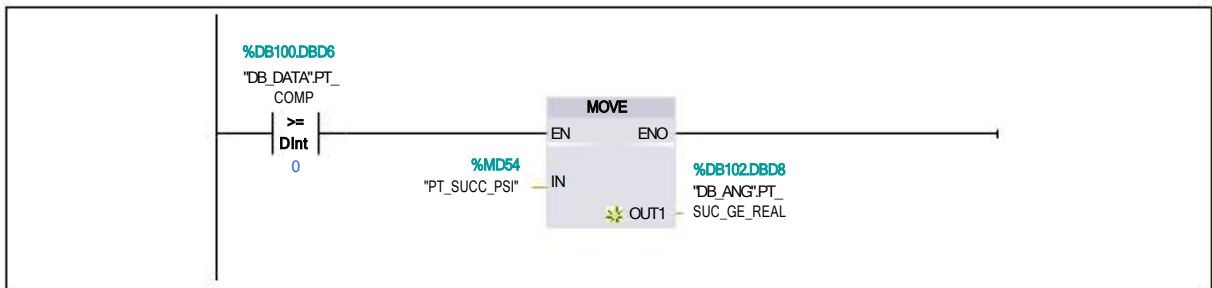 %DB100.DBD6
"DB_DATA".PT_
COMP
>=
DInt
0
MOVE
EN ENO
%MD54
"PT_SUCC_PSI" IN
OUT1
%DB102.DBD8
"DB_ANG".PT_
SUC_GE_REAL